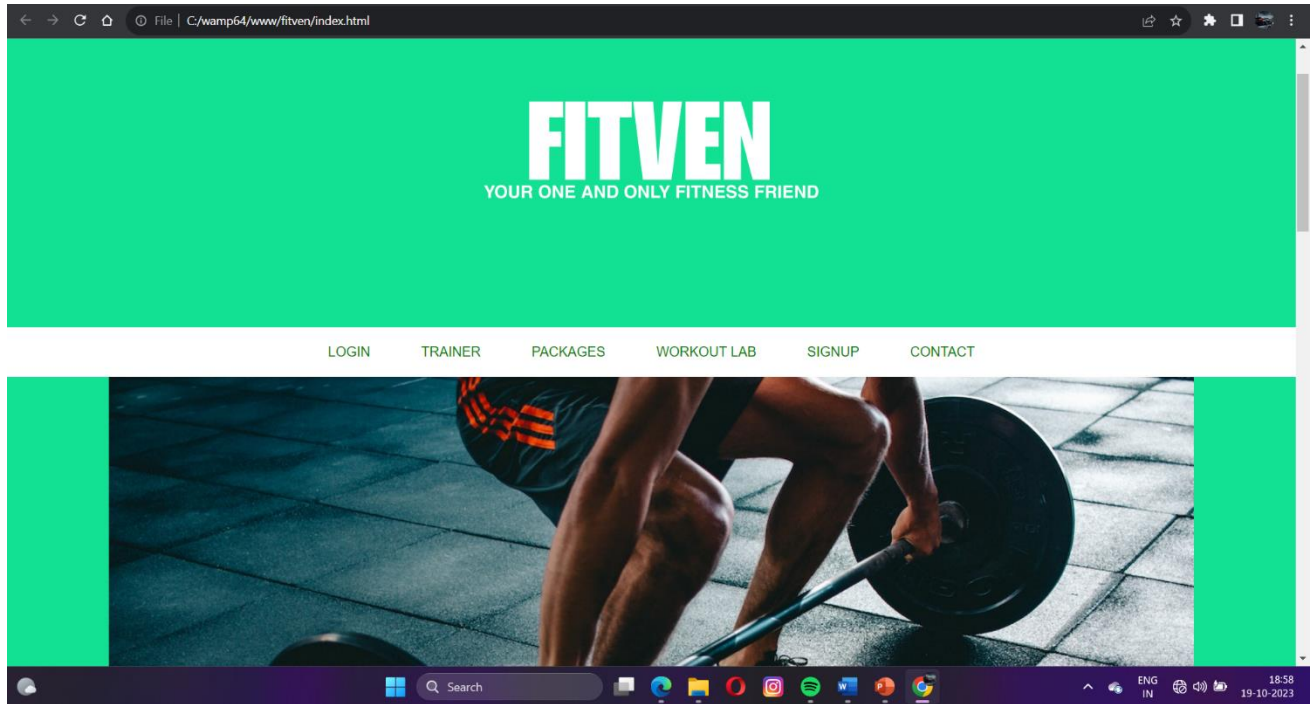 File | C:/wamp64/www/fitven/index.html
FITVEN
YOUR ONE AND ONLY FITNESS FRIEND
LOGIN TRAINER PACKAGES WORKOUT LAB SIGNUP CONTACT
Search
ENG
IN
18:58
19-10-2023